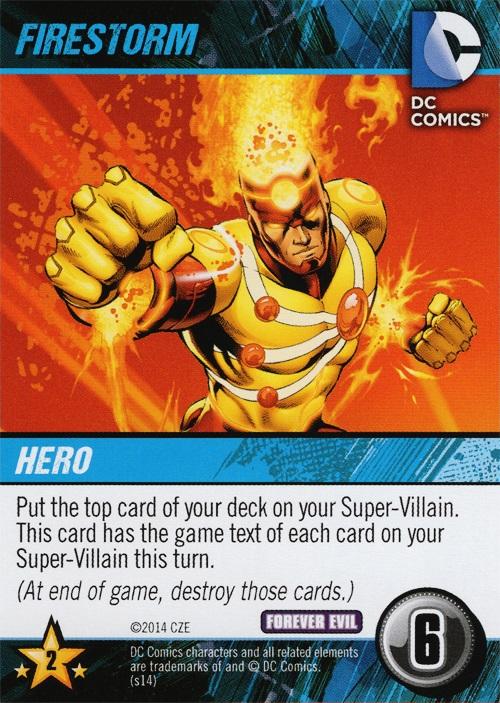 FIRESTORM
DC
COMICS™
HERO
Put the top card of your deck on your Super-Villain.
This card has the game text of each card on your
Super-Villain this turn.
(At end of game, destroy those cards.)
©2014 CZE
FOREVER EVIL
2
DC Comics characters and all related elements
are trademarks of and © DC Comics.
(s14)
6